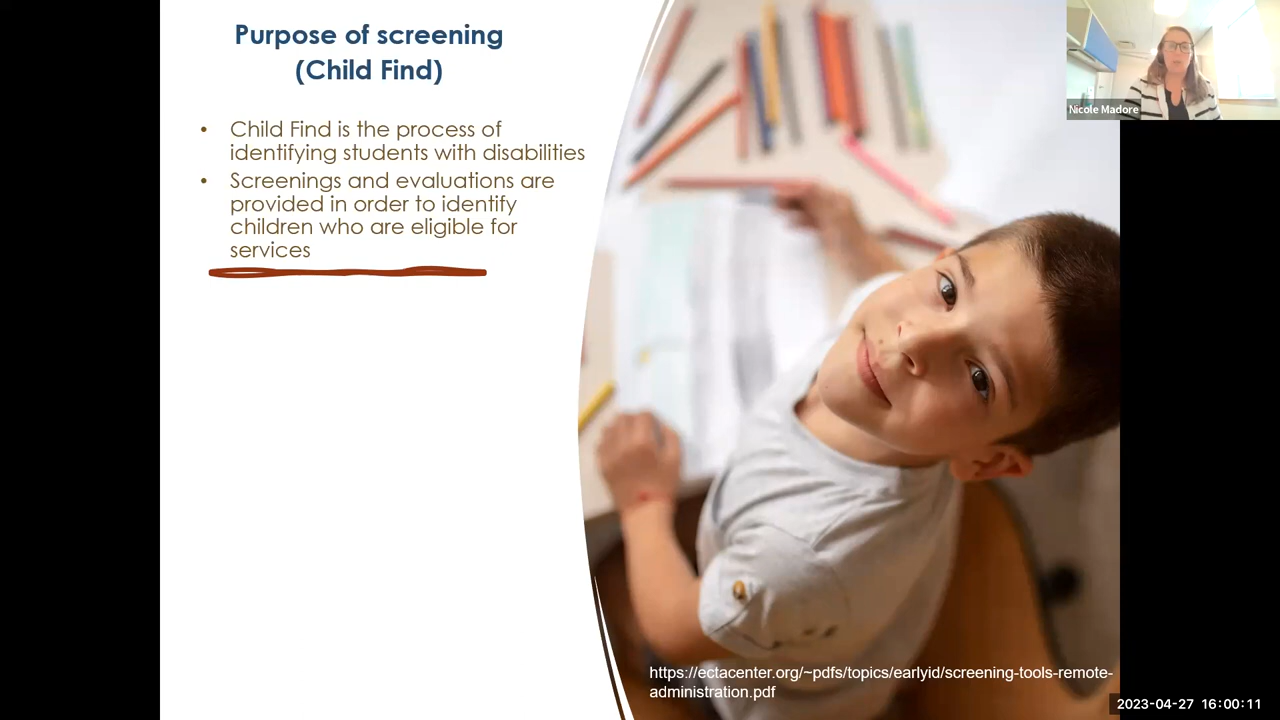 Purpose of screening
(Child Find)
• Child Find is the process of
identifying students with disabilities
• Screenings and evaluations are
provided in order to identify
children who are eligible for
services
https://ectacenter.org/~pdfs/topics/earlyid/screening-tools-remote-
administration.pdf
Nicole Madore
2023-04-27 16:00:11